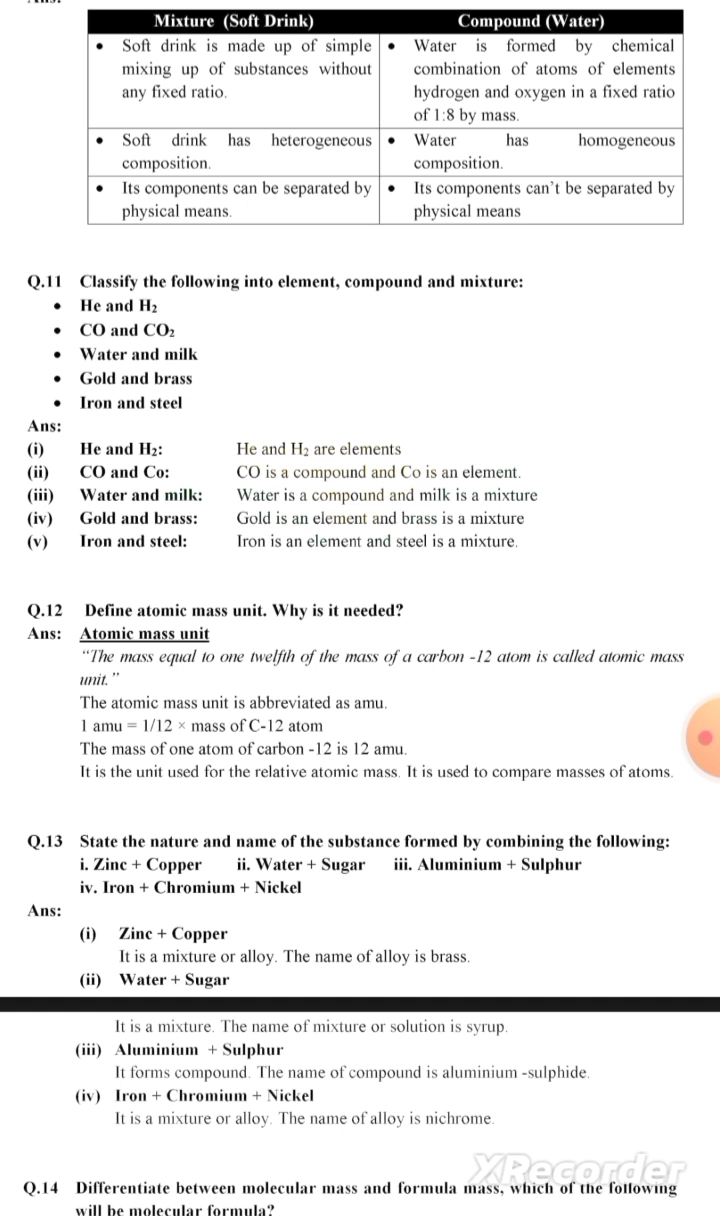 Mixture (Soft Drink)
Compound (Water)
• Soft drink is made up of simple
mixing up of substances without
any fixed ratio.
• Water is formed by chemical
combination of atoms of elements
hydrogen and oxygen in a fixed ratio
of 1:8 by mass.
• Soft drink has heterogeneous
composition.
• Water has homogeneous
composition.
• Its components can be separated by
physical means.
• Its components can't be separated by
physical means
Q.11 Classify the following into element, compound and mixture:
• He and H₂
• CO and CO₂
• Water and milk
• Gold and brass
• Iron and steel
Ans:
(i) He and H₂: He and H₂ are elements
(ii) CO and Co: CO is a compound and Co is an element.
(iii) Water and milk: Water is a compound and milk is a mixture
(iv) Gold and brass: Gold is an element and brass is a mixture
(v) Iron and steel: Iron is an element and steel is a mixture.
Q.12 Define atomic mass unit. Why is it needed?
Ans: Atomic mass unit
"The mass equal to one twelfth of the mass of a carbon -12 atom is called atomic mass
unit."
The atomic mass unit is abbreviated as amu.
1 amu = 1/12 × mass of C-12 atom
The mass of one atom of carbon -12 is 12 amu.
It is the unit used for the relative atomic mass. It is used to compare masses of atoms.
Q.13 State the nature and name of the substance formed by combining the following:
i. Zinc + Copper ii. Water + Sugar iii. Aluminium + Sulphur
iv. Iron + Chromium + Nickel
Ans:
(i) Zinc + Copper
It is a mixture or alloy. The name of alloy is brass.
(ii) Water + Sugar
It is a mixture. The name of mixture or solution is syrup.
(iii) Aluminium + Sulphur
It forms compound. The name of compound is aluminium -sulphide.
(iv) Iron + Chromium + Nickel
It is a mixture or alloy. The name of alloy is nichrome.
XRecorder
Q.14 Differentiate between molecular mass and formula mass, which of the following
will be molecular formula?